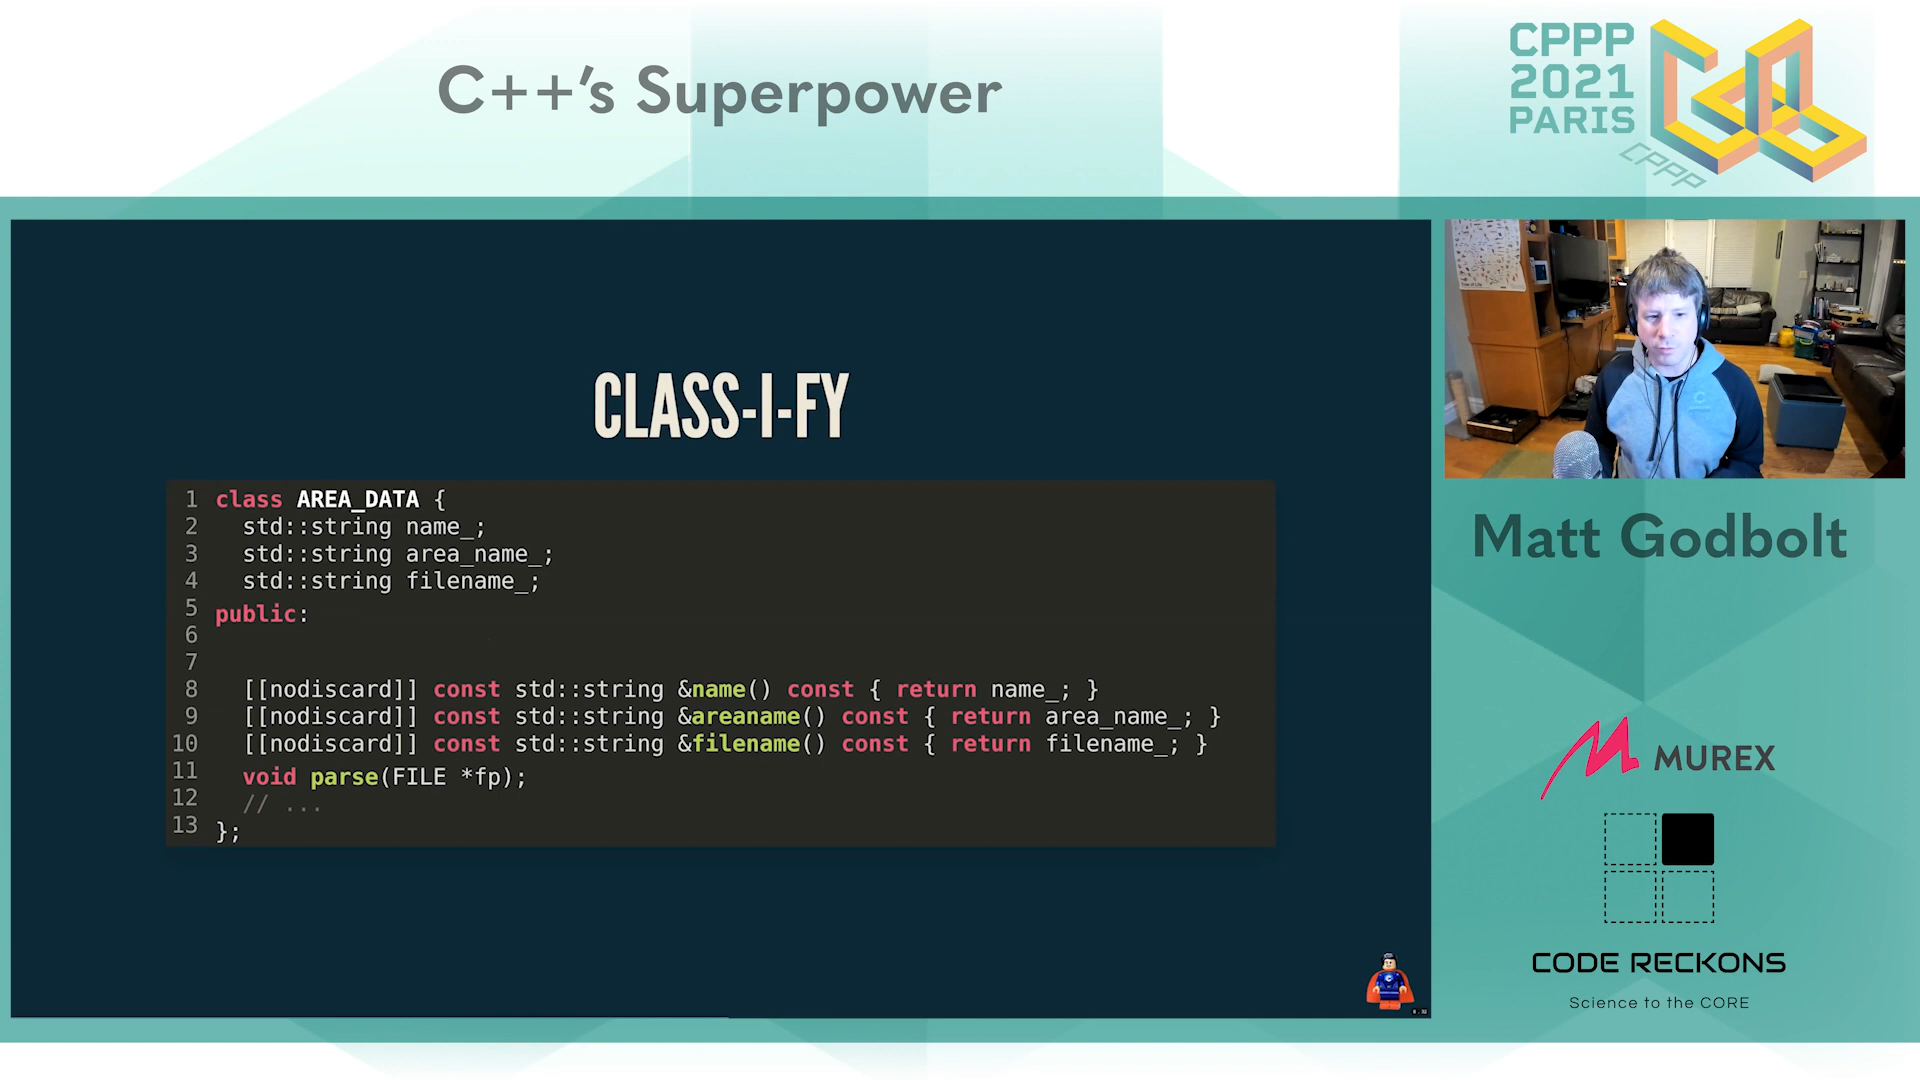 C++'s Superpower
CPPP
2021
PARIS
CPPP
CLASS-I-FY
1 class AREA_DATA {
2 std::string name_;
3 std::string area_name_;
4 std::string filename_;
5 public:
6
7
8 [[nodiscard]] const std::string &name() const { return name_; }
9 [[nodiscard]] const std::string &areaname() const { return area_name_; }
10 [[nodiscard]] const std::string &filename() const { return filename_; }
11 void parse(FILE *fp);
12 // ...
13 };
Matt Godbolt
MUREX
CODE RECKONS
Science to the CORE